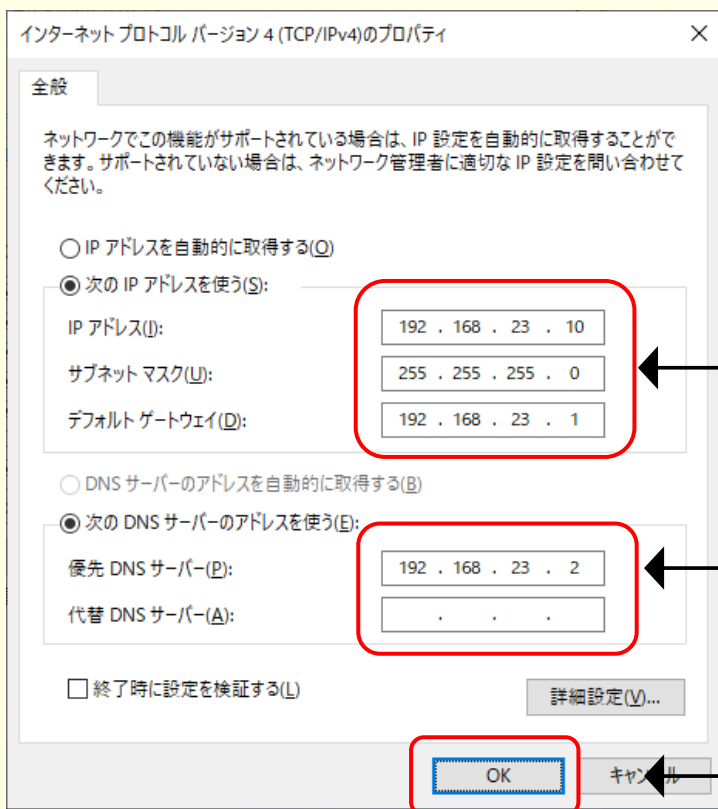 インターネット プロトコル バージョン 4 (TCP/IPv4)のプロパティ
全般
ネットワークでこの機能がサポートされている場合は、IP 設定を自動的に取得することがで
きます。サポートされていない場合は、ネットワーク管理者に適切な IP 設定を問い合わせて
ください。
IP アドレスを自動的に取得する(O)
次の IP アドレスを使う(S):
IP アドレス(I): 192 . 168 . 23 . 10
サブネット マスク(U): 255 . 255 . 255 . 0
デフォルト ゲートウェイ(D): 192 . 168 . 23 . 1
DNS サーバーのアドレスを自動的に取得する(B)
次の DNS サーバーのアドレスを使う(E):
優先 DNS サーバー(P): 192 . 168 . 23 . 2
代替 DNS サーバー(A): . . .
終了時に設定を検証する(L)
詳細設定(V)...
OK